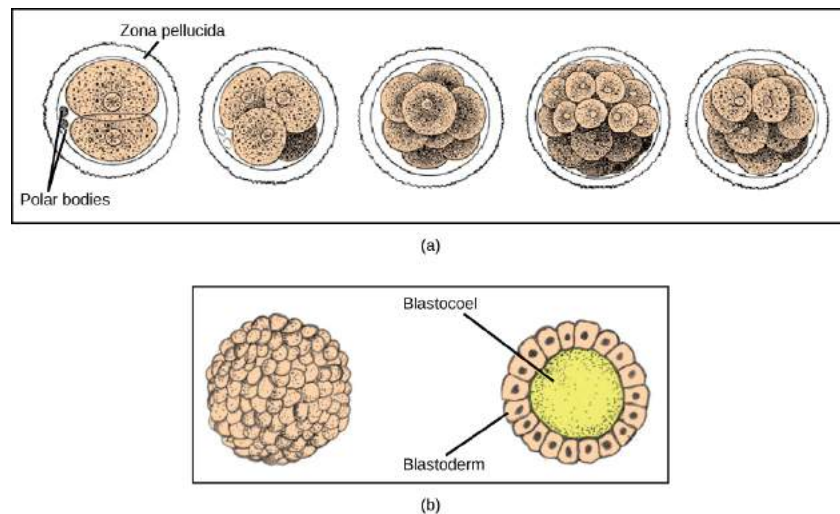 Zona pellucida
Polar bodies
(a)
Blastocoel
Blastoderm
(b)